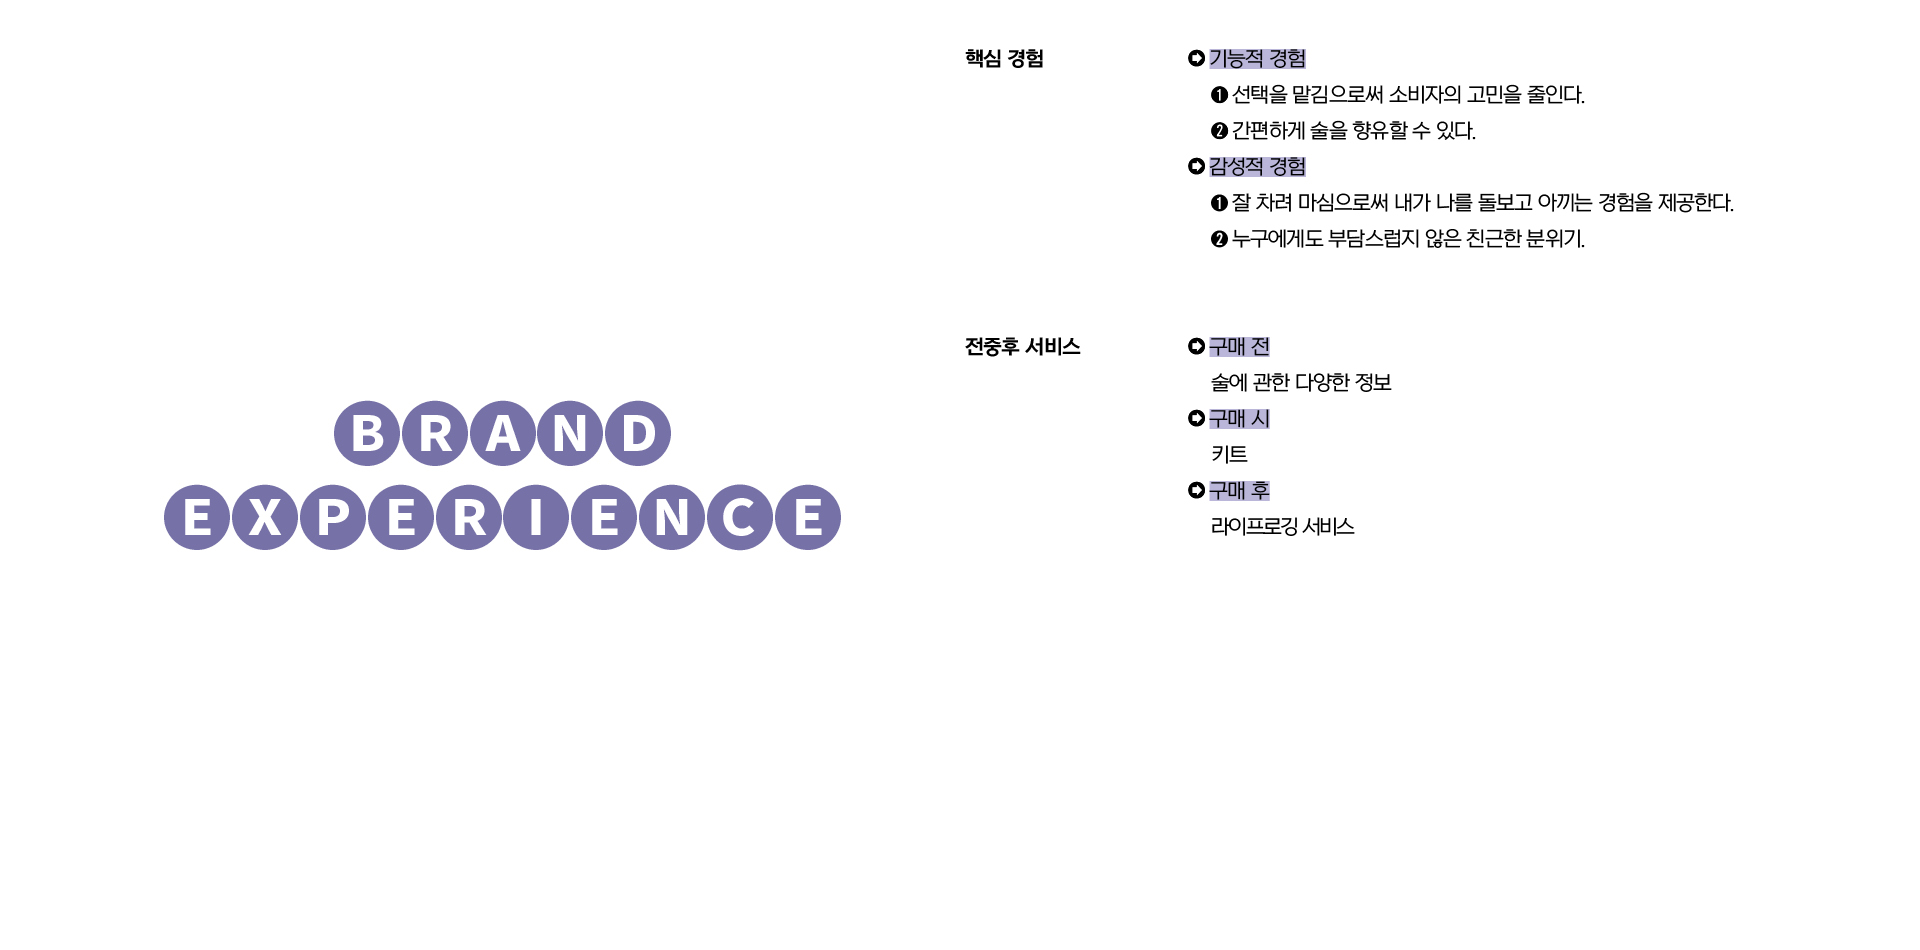 BRAND
EXPERIENCE
핵심 경험
기능적 경험
❶ 선택을 맡김으로써 소비자의 고민을 줄인다.
❷ 간편하게 술을 향유할 수 있다.
감성적 경험
❶ 잘 차려 마심으로써 내가 나를 돌보고 아끼는 경험을 제공한다.
❷ 누구에게도 부담스럽지 않은 친근한 분위기.
전중후 서비스
구매 전
술에 관한 다양한 정보
구매 시
키트
구매 후
라이프로깅 서비스